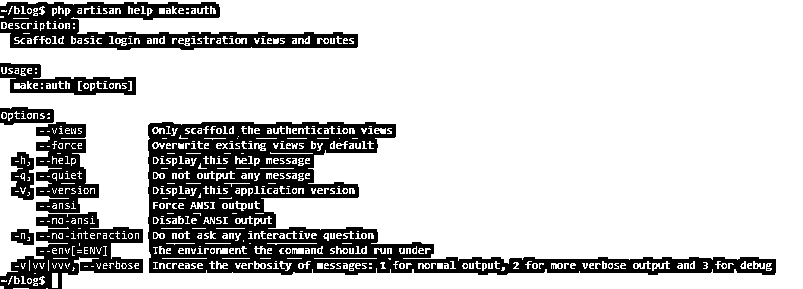 ~/blog$ php artisan help make:auth
Description:
  Scaffold basic login and registration views and routes

Usage:
  make:auth [options]

Options:
      --views           Only scaffold the authentication views
      --force           Overwrite existing views by default
  -h, --help            Display this help message
  -q, --quiet           Do not output any message
  -V, --version         Display this application version
      --ansi            Force ANSI output
      --no-ansi         Disable ANSI output
  -n, --no-interaction  Do not ask any interactive question
      --env[=ENV]       The environment the command should run under
  -v|vv|vvv, --verbose  Increase the verbosity of messages: 1 for normal output, 2 for more verbose output and 3 for debug
~/blog$